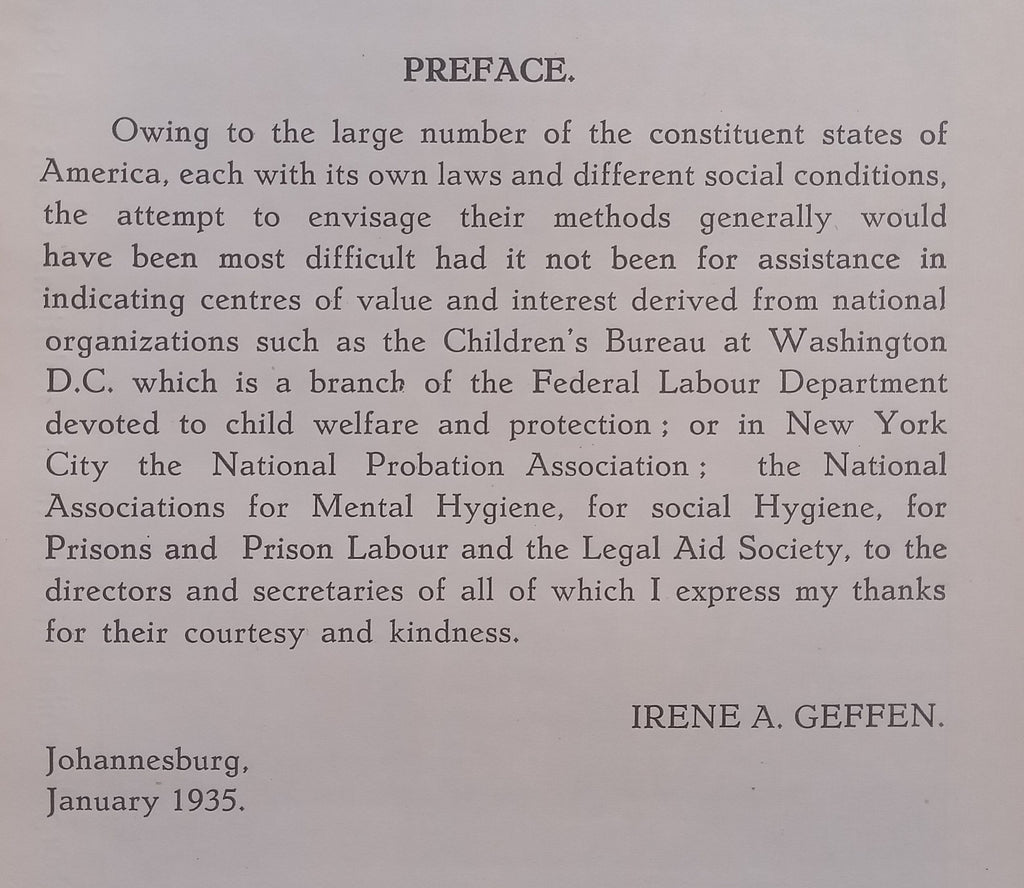 PREFACE.
Owing to the large number of the constituent states of
America, each with its own laws and different social conditions,
the attempt to envisage their methods generally would
have been most difficult had it not been for assistance in
indicating centres of value and interest derived from national
organizations such as the Children's Bureau at Washington
D.C. which is a branch of the Federal Labour Department
devoted to child welfare and protection ; or in New York
City the National Probation Association ; the National
Associations for Mental Hygiene, for social Hygiene, for
Prisons and Prison Labour and the Legal Aid Society, to the
directors and secretaries of all of which I express my thanks
for their courtesy and kindness.
IRENE A. GEFFEN.
Johannesburg,
January 1935.